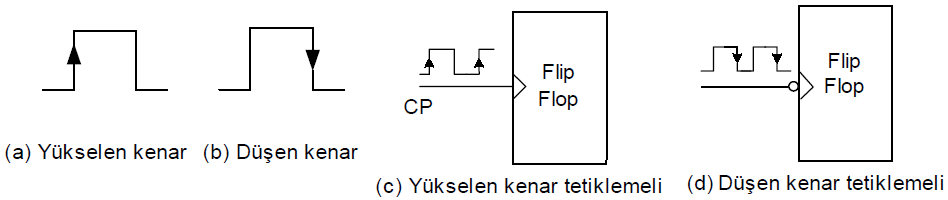 Flip
Flop
CP
Flip
Flop
(a) Yükselen kenar
(b) Düşen kenar
(c) Yükselen kenar tetiklemeli
(d) Düşen kenar tetiklemeli